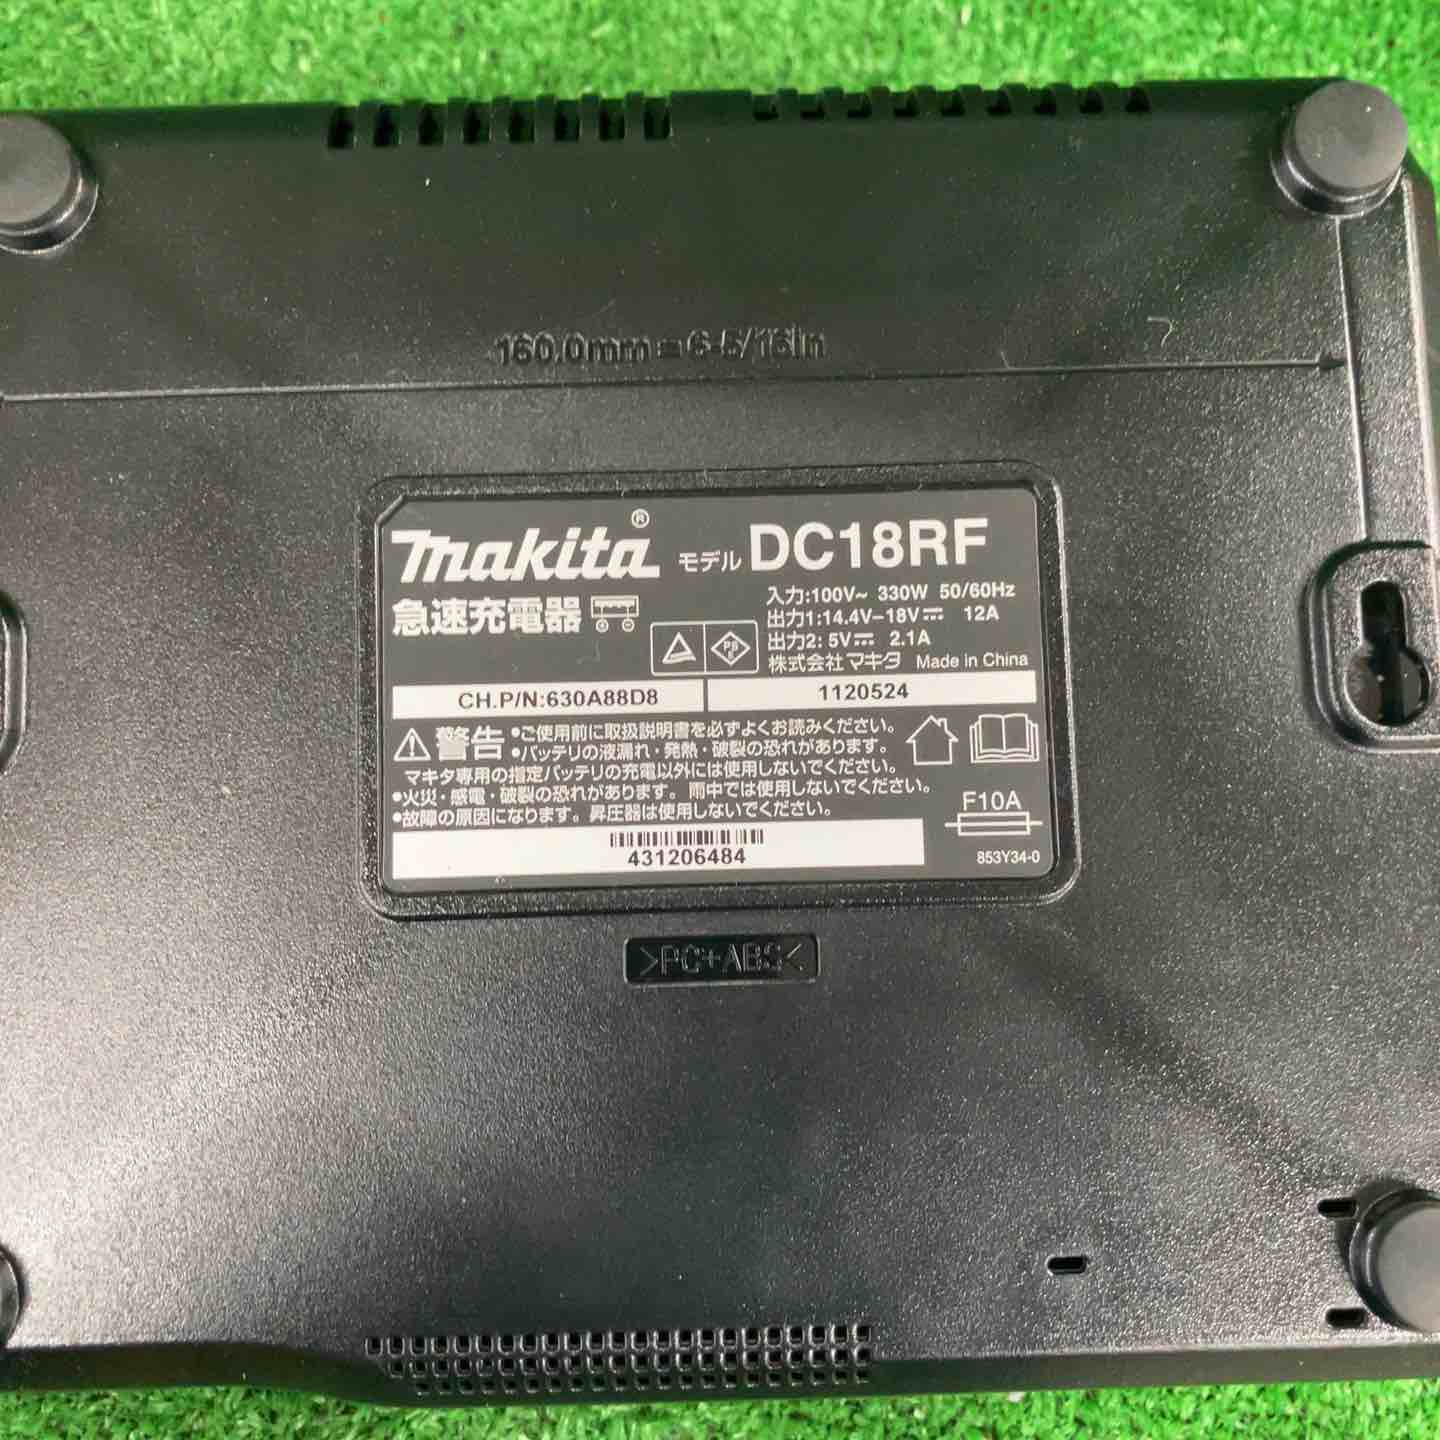 160.0mm=6-5/16in
makita® モデル DC18RF
急速充電器
入力:100V~ 330W 50/60Hz
出力1:14.4V-18V⎓ 12A
出力2: 5V⎓ 2.1A
PS
E
株式会社マキタ Made in China
CH.P/N:630A88D8 1120524
警告 •ご使用前に取扱説明書を必ずよくお読みください。
•バッテリの液漏れ・発熱・破裂の恐れがあります。
マキタ専用の指定バッテリの充電以外には使用しないでください。
•火災・感電・破裂の恐れがあります。雨中では使用しないでください。
•故障の原因になります。昇圧器は使用しないでください。
F10A
431206484
853Y34-0
>PC+ABS<